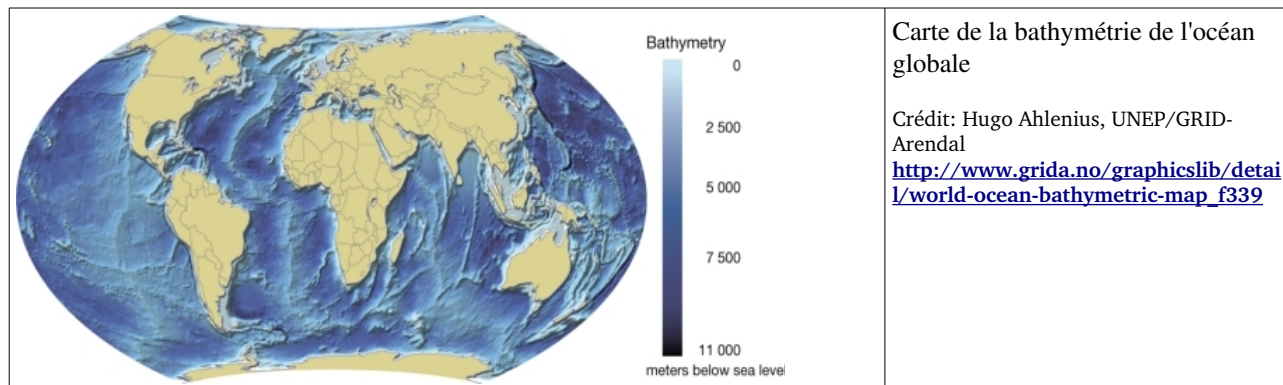 Bathymetry
0
2 500
5 000
7 500
11 000
meters below sea level
Carte de la bathymétrie de l'océan
globale
Crédit: Hugo Ahlenius, UNEP/GRID-
Arendal
http://www.grida.no/graphicslib/detai
l/world-ocean-bathymetric-map_f339